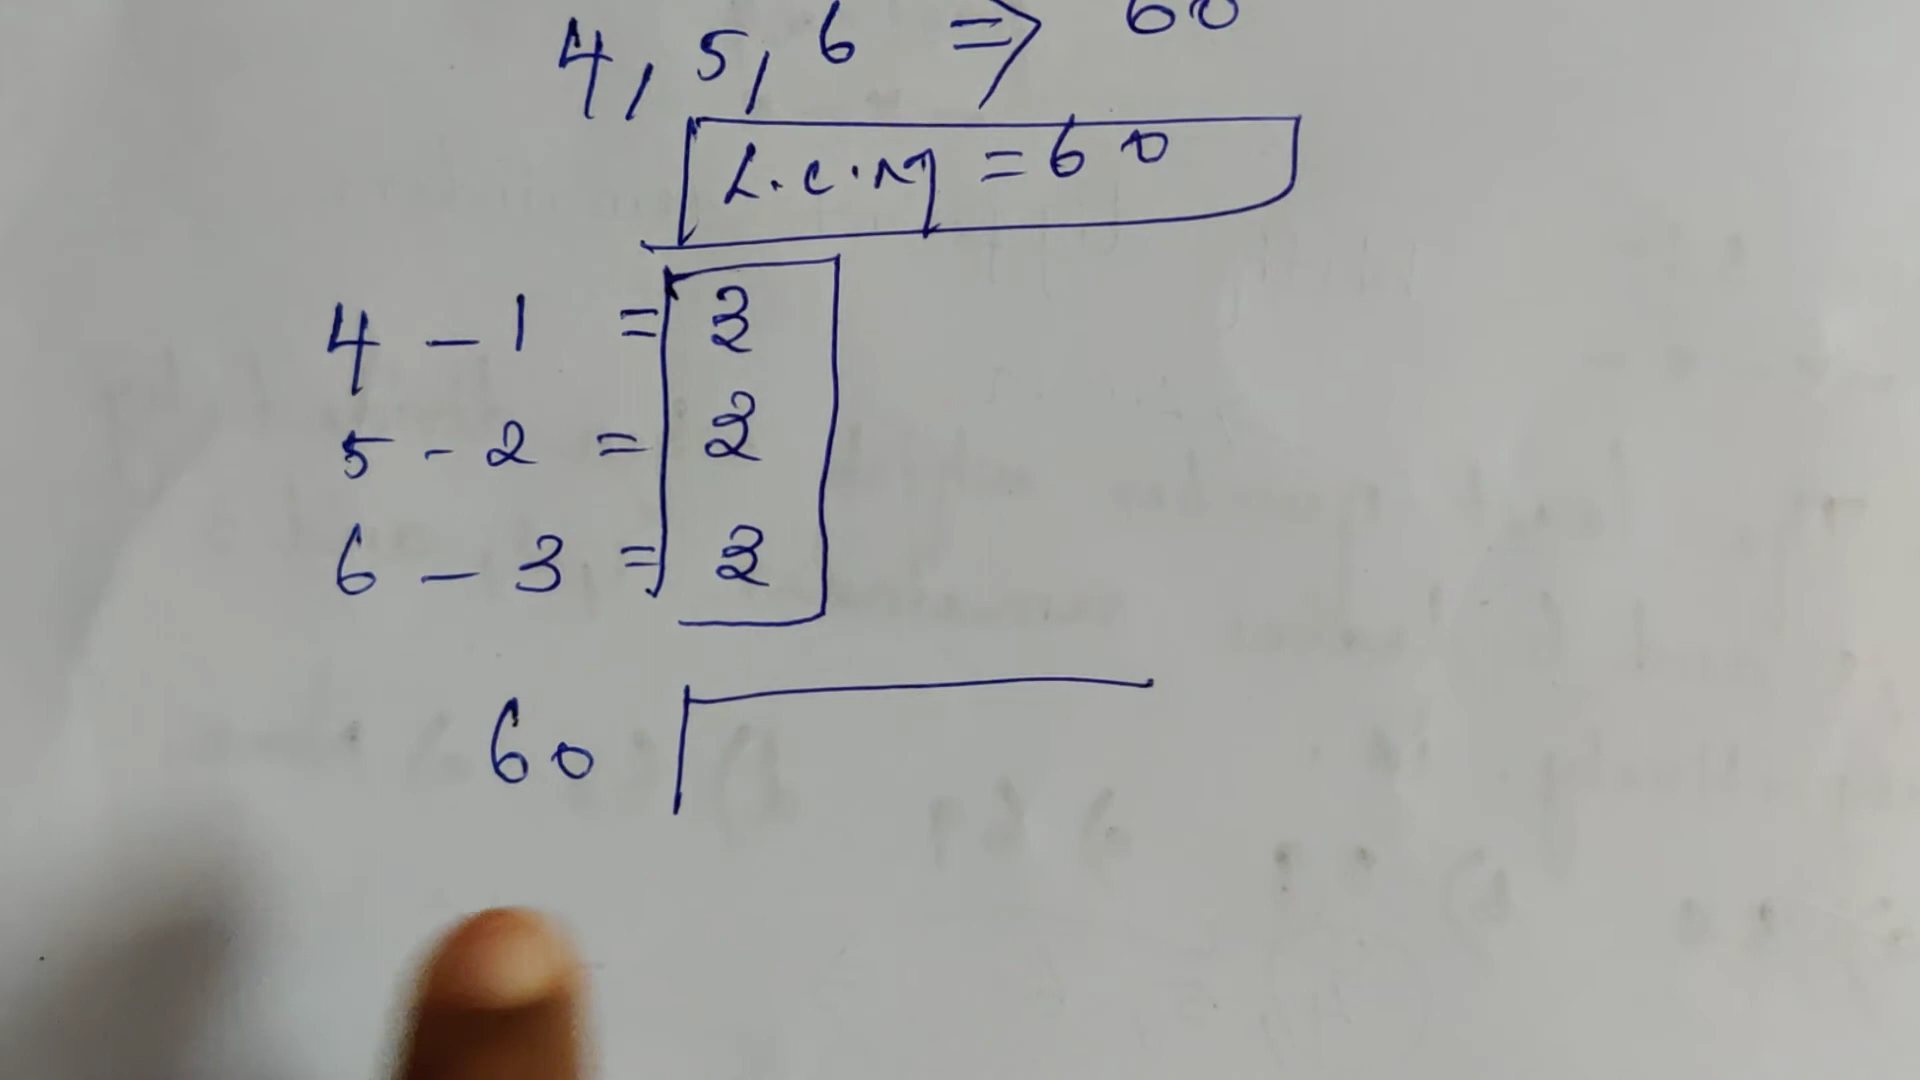 4, 5, 6 ⇒ 60
L.C.M = 60
4 - 1 = 3
5 - 2 = 3
6 - 3 = 3
60